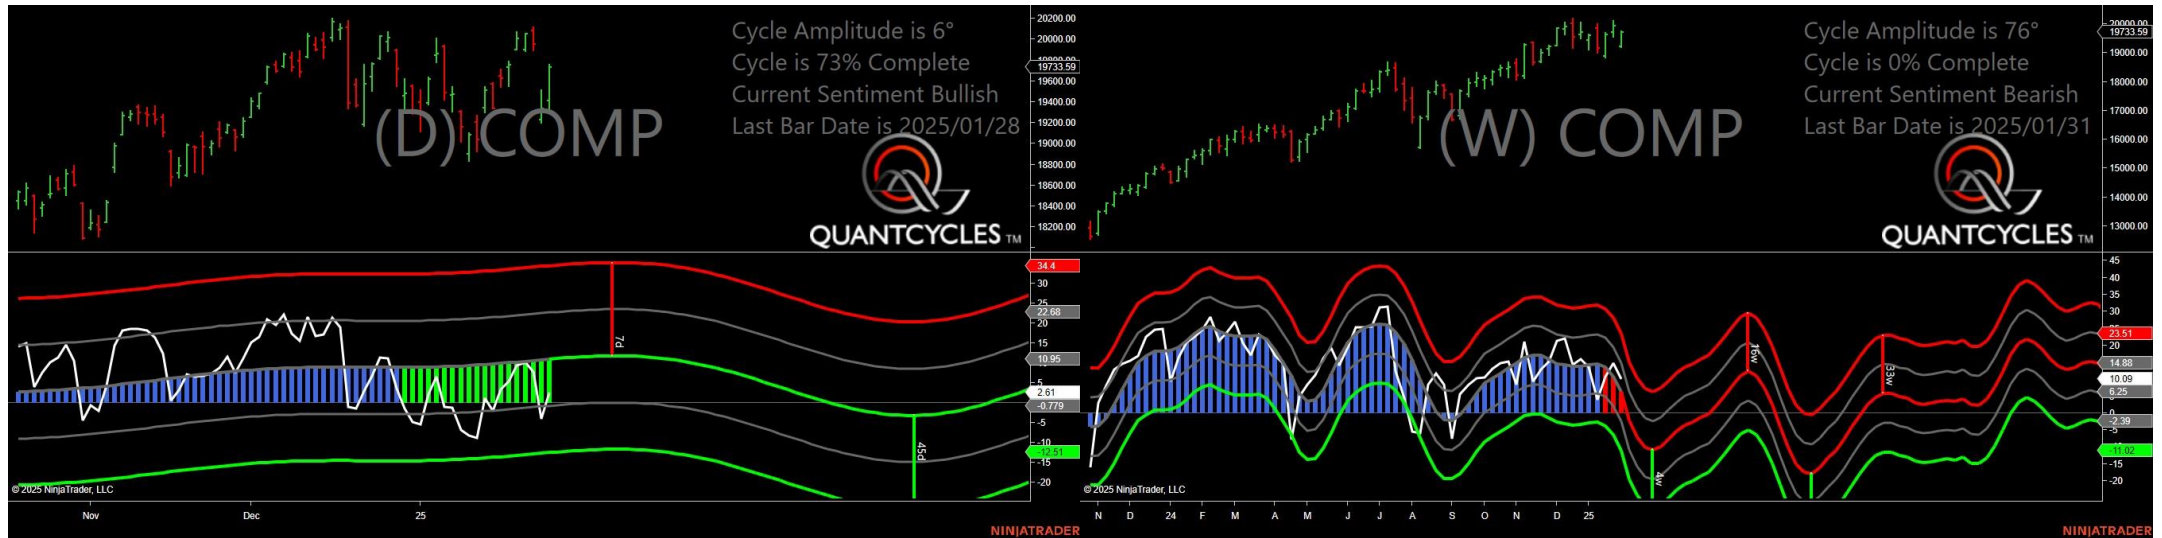 Cycle Amplitude is 6°
Cycle is 73% Complete
Current Sentiment Bullish
Last Bar Date is 2025/01/28
(D) COMP
QUANTCYCLES TM
20200.00
20000.00
19733.59
19600.00
19400.00
19200.00
19000.00
18800.00
18600.00
18400.00
18200.00
34.4
30
25
22.68
20
15
10.95
5
2.61
-0.779
-5
-10
-12.51
-15
-20
7d
45d
© 2025 NinjaTrader, LLC
Nov Dec 25
NINJATRADER
Cycle Amplitude is 76°
Cycle is 0% Complete
Current Sentiment Bearish
Last Bar Date is 2025/01/31
(W) COMP
QUANTCYCLES TM
20000.00
19733.59
19000.00
18000.00
17000.00
16000.00
15000.00
14000.00
13000.00
45
40
35
30
23.51
20
14.88
10.09
6.25
0
-2.39
-5
-11.02
-15
-20
16w
33w
4w
© 2025 NinjaTrader, LLC
N D 24 F M A M J J A S O N D 25
NINJATRADER